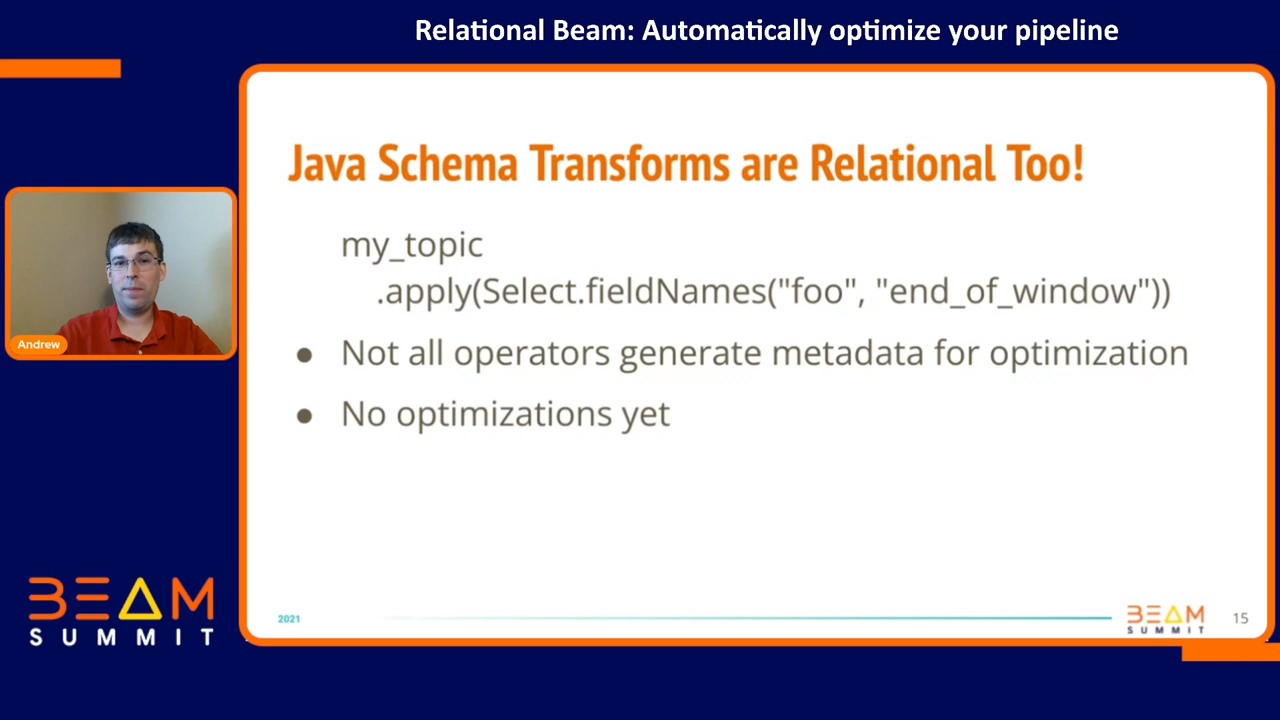 Relational Beam: Automatically optimize your pipeline
Java Schema Transforms are Relational Too!
my_topic
.apply(Select.fieldNames("foo", "end_of_window"))
● Not all operators generate metadata for optimization
● No optimizations yet
Andrew
BEAM
SUMMIT
2021
BEAM
SUMMIT
15